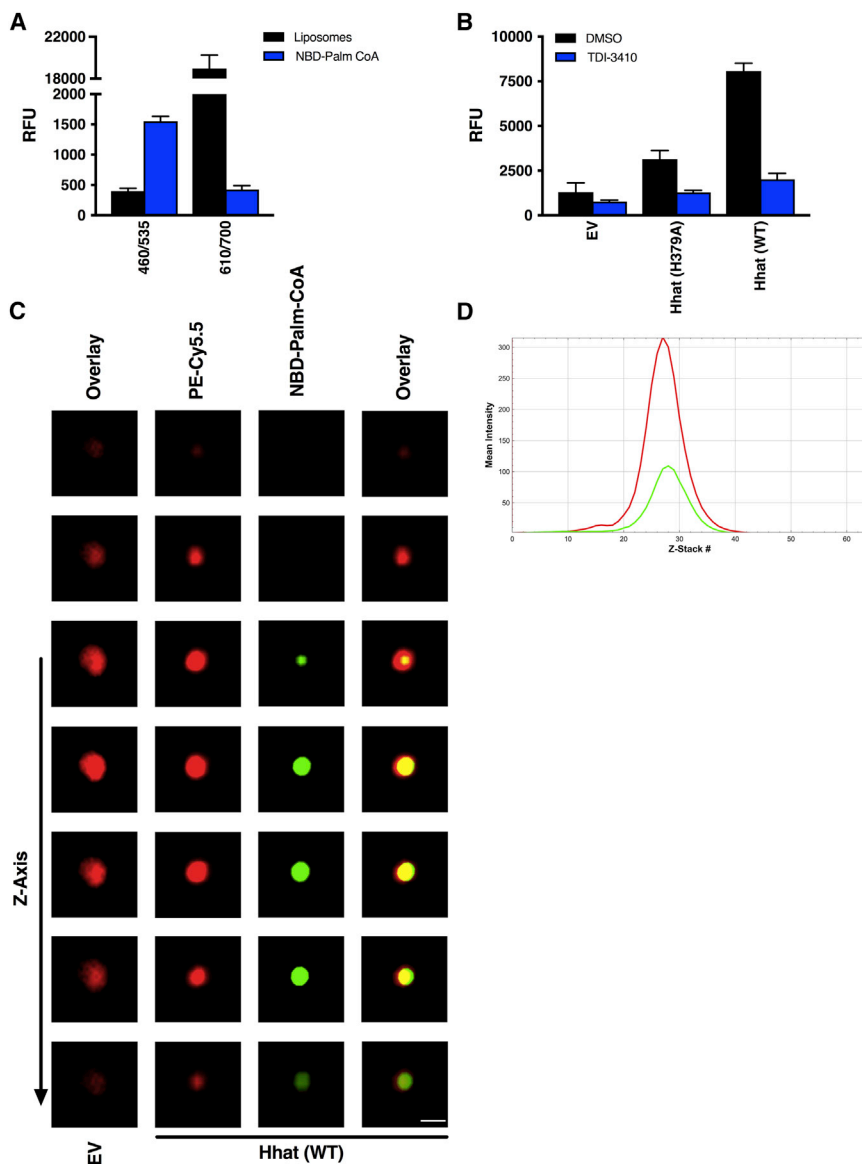 A
22000
18000
2000
1500
1000
500
0
RFU
460/535
610/700
Liposomes
NBD-Palm CoA
B
10000
7500
5000
2500
0
RFU
EV
Hhat (H379A)
Hhat (WT)
DMSO
TDI-3410
C
Overlay
PE-Cy5.5
NBD-Palm-CoA
Overlay
Z-Axis
EV
Hhat (WT)
D
300
250
200
150
100
50
Mean Intensity
0 10 20 30 40 50 60
Z-Stack #